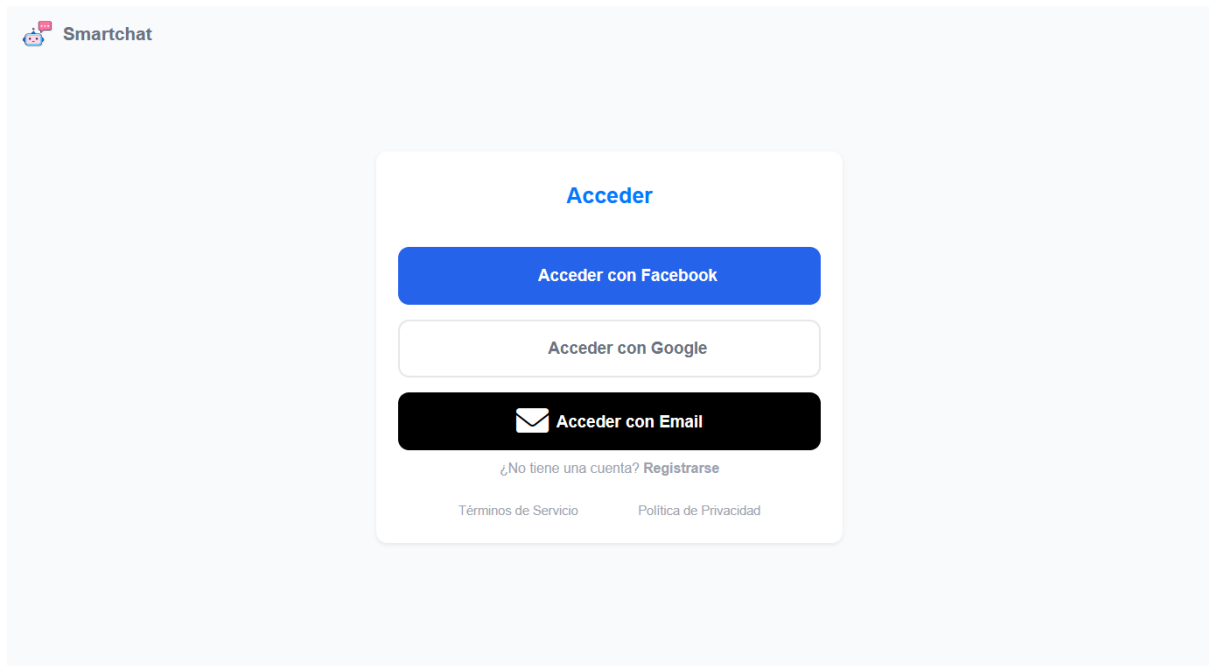 Smartchat
Acceder
Acceder con Facebook
Acceder con Google
Acceder con Email
¿No tiene una cuenta? Registrarse
Términos de Servicio Política de Privacidad